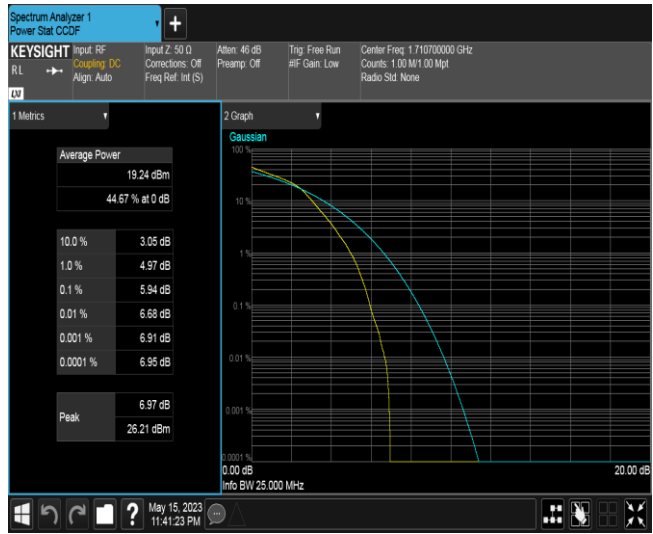 Spectrum Analyzer 1
Power Stat CCDF
KEYSIGHT
RL
Input: RF
Coupling: DC
Align: Auto
Input Z: 50 Ω
Corrections: Off
Freq Ref: Int (S)
Atten: 46 dB
Preamp: Off
Trig: Free Run
#IF Gain: Low
Center Freq: 1.710700000 GHz
Counts: 1.00 M/1.00 Mpt
Radio Std: None
1 Metrics
Average Power
19.24 dBm
44.67 % at 0 dB
10.0 % 3.05 dB
1.0 % 4.97 dB
0.1 % 5.94 dB
0.01 % 6.68 dB
0.001 % 6.91 dB
0.0001 % 6.95 dB
Peak
6.97 dB
26.21 dBm
2 Graph
Gaussian
100 %
10 %
1 %
0.1 %
0.01 %
0.001 %
0.0001 %
0.00 dB 20.00 dB
Info BW 25.000 MHz
May 15, 2023
11:41:23 PM